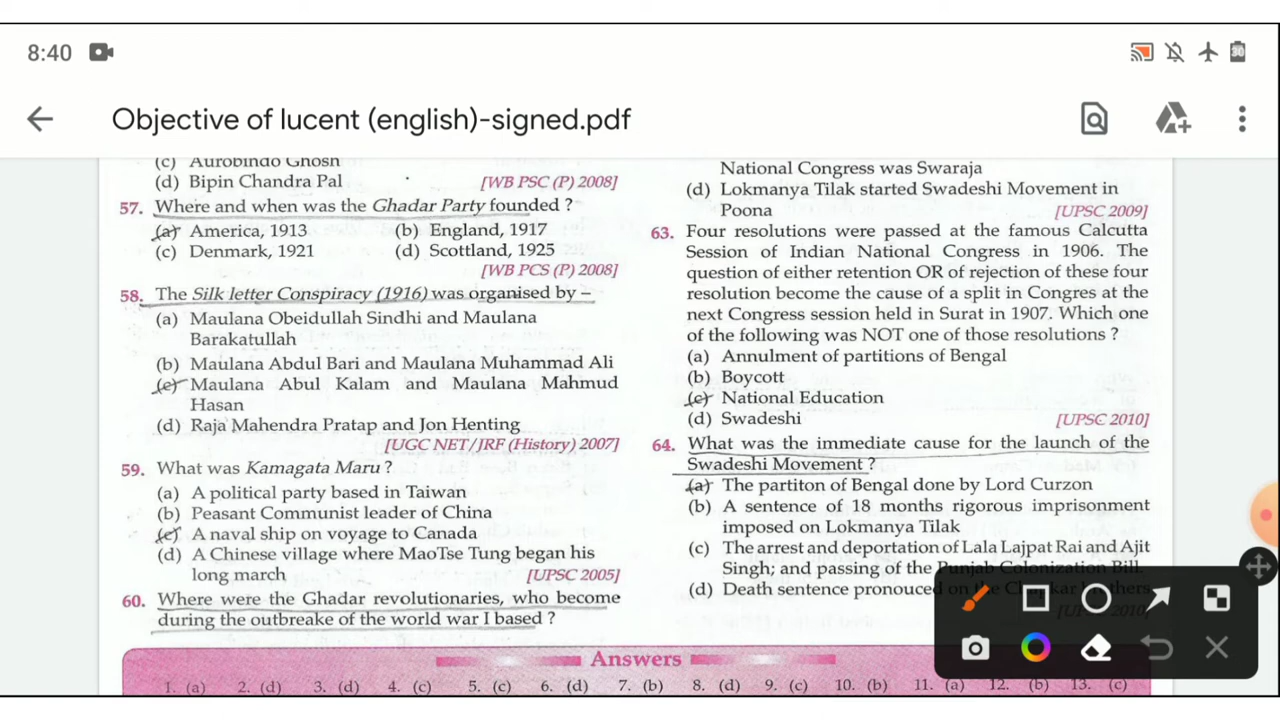 8:40
30
Objective of lucent (english)-signed.pdf
(c) Aurobindo Ghosh
(d) Bipin Chandra Pal [WB PSC (P) 2008]
57. Where and when was the Ghadar Party founded ?
(a) America, 1913 (b) England, 1917
(c) Denmark, 1921 (d) Scottland, 1925
[WB PCS (P) 2008]
58. The Silk letter Conspiracy (1916) was organised by –
(a) Maulana Obeidullah Sindhi and Maulana
Barakatullah
(b) Maulana Abdul Bari and Maulana Muhammad Ali
(c) Maulana Abul Kalam and Maulana Mahmud
Hasan
(d) Raja Mahendra Pratap and Jon Henting
[UGC NET/JRF (History) 2007]
59. What was Kamagata Maru ?
(a) A political party based in Taiwan
(b) Peasant Communist leader of China
(c) A naval ship on voyage to Canada
(d) A Chinese village where MaoTse Tung began his
long march [UPSC 2005]
60. Where were the Ghadar revolutionaries, who become
during the outbreake of the world war I based ?
National Congress was Swaraja
(d) Lokmanya Tilak started Swadeshi Movement in
Poona [UPSC 2009]
63. Four resolutions were passed at the famous Calcutta
Session of Indian National Congress in 1906. The
question of either retention OR of rejection of these four
resolution become the cause of a split in Congres at the
next Congress session held in Surat in 1907. Which one
of the following was NOT one of those resolutions ?
(a) Annulment of partitions of Bengal
(b) Boycott
(c) National Education
(d) Swadeshi [UPSC 2010]
64. What was the immediate cause for the launch of the
Swadeshi Movement ?
(a) The partiton of Bengal done by Lord Curzon
(b) A sentence of 18 months rigorous imprisonment
imposed on Lokmanya Tilak
(c) The arrest and deportation of Lala Lajpat Rai and Ajit
Singh; and passing of the Punjab Colonization Bill.
(d) Death sentence pronouced on the Chapekar brothers
[UPSC 2010]
Answers
1. (a) 2. (d) 3. (d) 4. (c) 5. (c) 6. (d) 7. (b) 8. (d) 9. (c) 10. (b) 11. (a) 12. (b) 13. (c)